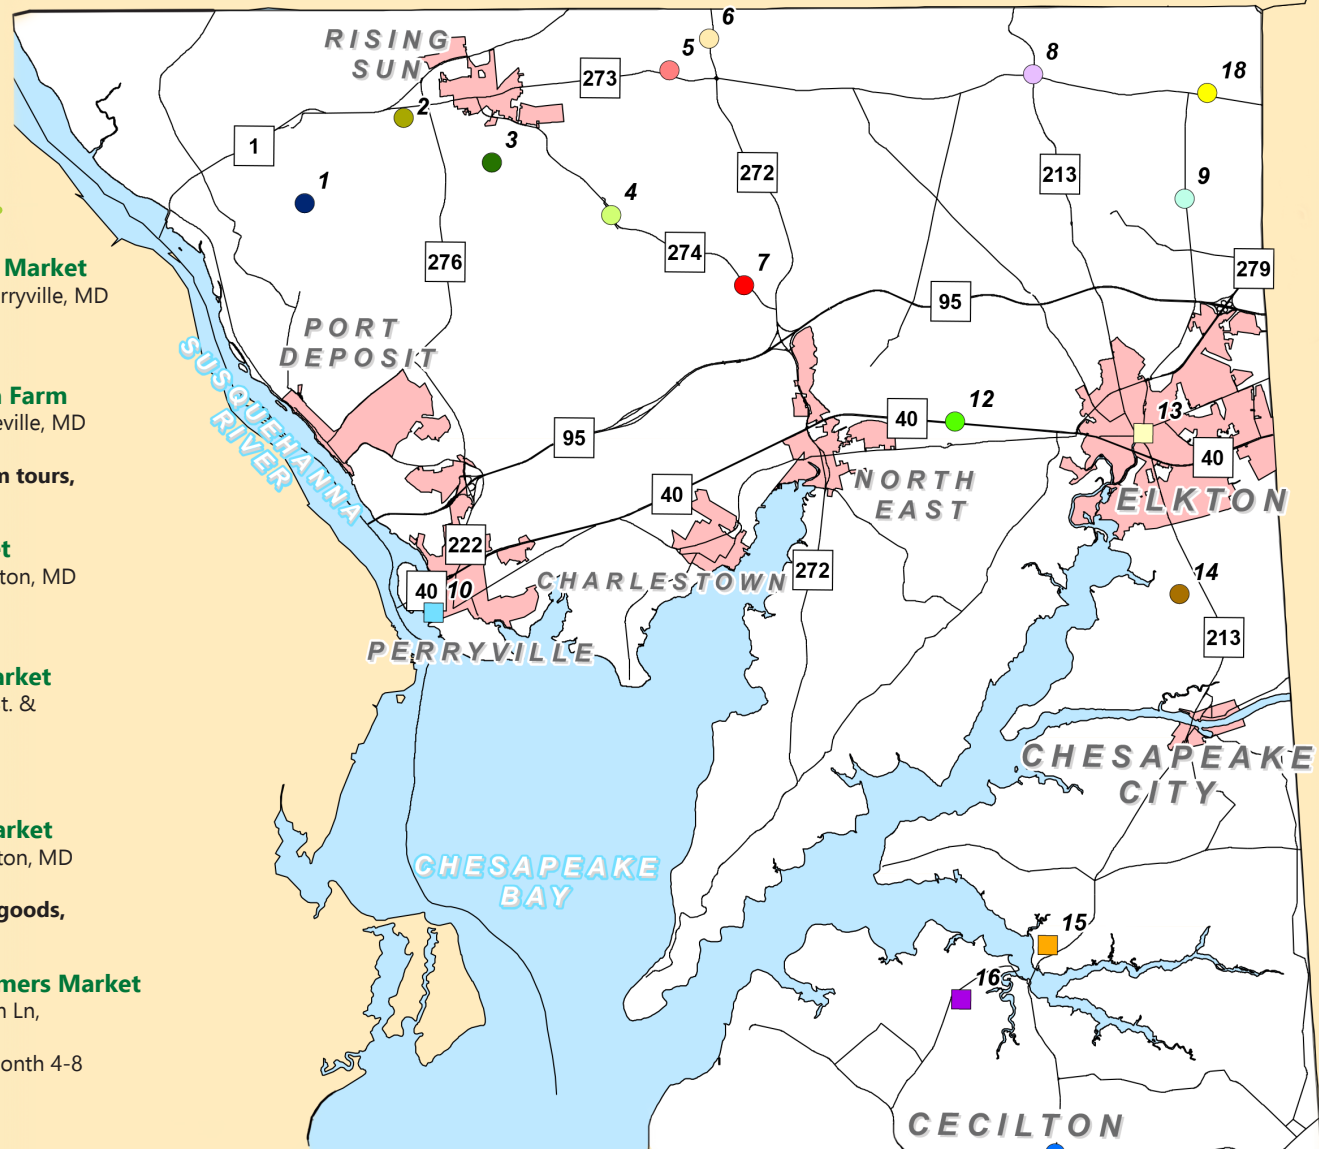 Market
rryville, MD
Farm
eville, MD
m tours,
et
ton, MD
arket
t. &
arket
ton, MD
goods,
mers Market
n Ln,
onth 4-8
RISING
SUN
6
5
8
18
273
2
1
3
272
213
1
9
4
274
276
7
279
95
PORT
DEPOSIT
SUSQUEHANNA
RIVER
12
13
40
95
40
NORTH
EAST
40
ELKTON
222
272
CHARLESTOWN
14
40
10
PERRYVILLE
213
CHESAPEAKE
CITY
CHESAPEAKE
BAY
15
16
CECILTON